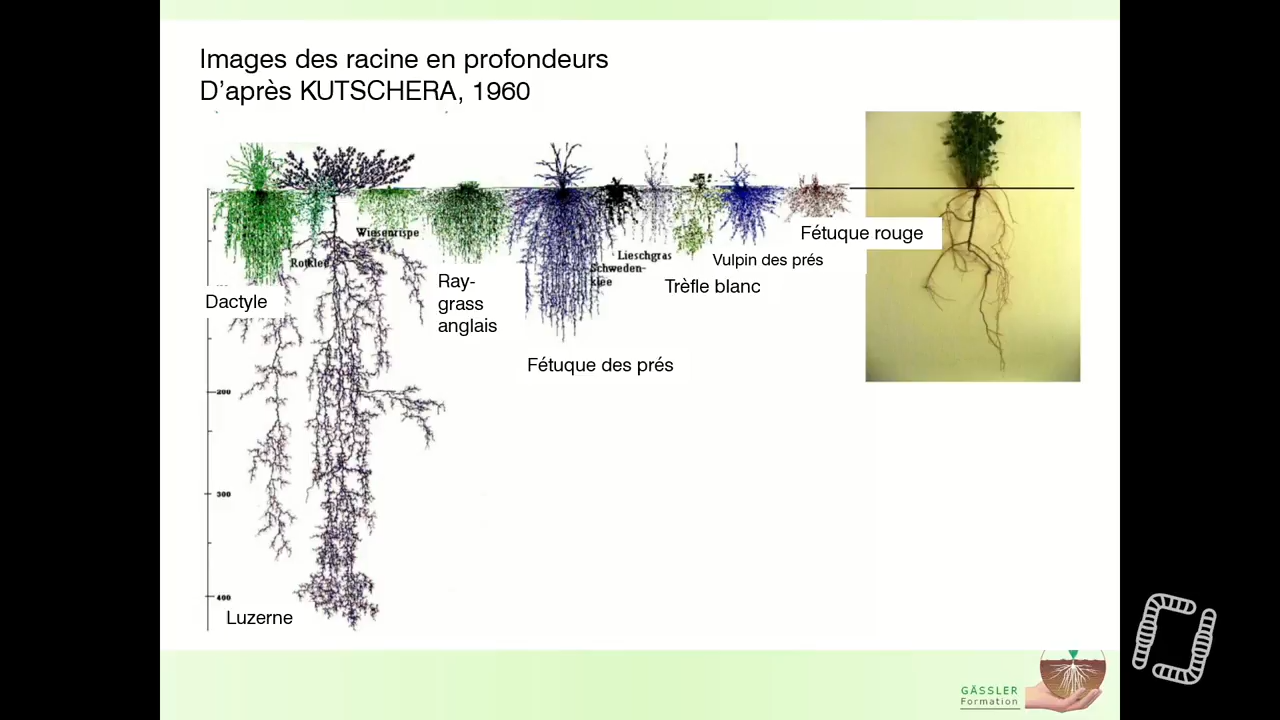 Images des racine en profondeurs
D'après KUTSCHERA, 1960
Wiesenrispe
Rotklee
Lieschgras
Schweden-
klee
Fétuque rouge
Vulpin des prés
Trèfle blanc
Dactyle
Ray-
grass
anglais
Fétuque des prés
200
300
400
Luzerne
GÄSSLER
Formation